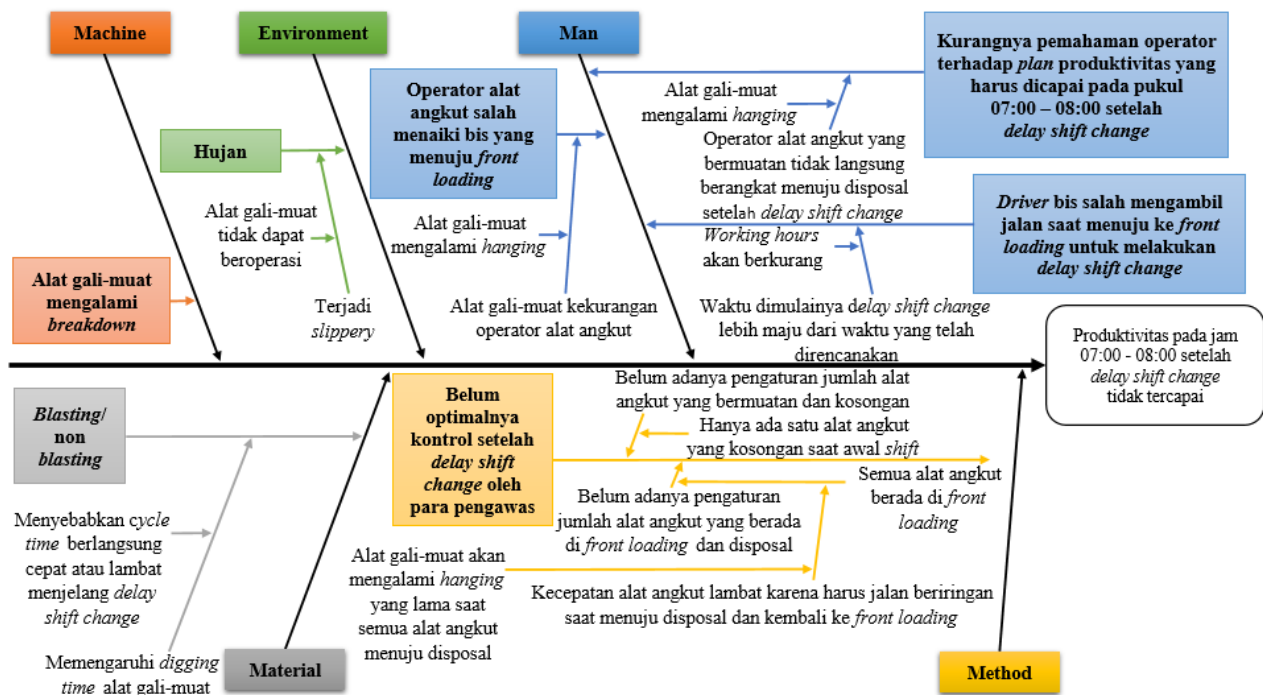 Machine
Environment
Man
Kurangnya pemahaman operator
terhadap plan produktivitas yang
harus dicapai pada pukul
07:00 – 08:00 setelah
delay shift change
Operator alat
angkut salah
menaiki bis yang
menuju front
loading
Alat gali-muat
mengalami hanging
Operator alat angkut yang
bermuatan tidak langsung
berangkat menuju disposal
setelah delay shift change
Hujan
Alat gali-muat
tidak dapat
beroperasi
Alat gali-muat
mengalami hanging
Working hours
akan berkurang
Driver bis salah mengambil
jalan saat menuju ke front
loading untuk melakukan
delay shift change
Alat gali-muat
mengalami
breakdown
Terjadi
slippery
Alat gali-muat kekurangan
operator alat angkut
Waktu dimulainya delay shift change
lebih maju dari waktu yang telah
direncanakan
Produktivitas pada jam
07:00 - 08:00 setelah
delay shift change
tidak tercapai
Blasting/
non
blasting
Belum
optimalnya
kontrol setelah
delay shift
change oleh
para pengawas
Belum adanya pengaturan jumlah alat
angkut yang bermuatan dan kosongan
Hanya ada satu alat angkut
yang kosongan saat awal shift
Belum adanya pengaturan
jumlah alat angkut yang berada
di front loading dan disposal
Semua alat angkut
berada di front
loading
Menyebabkan cycle
time berlangsung
cepat atau lambat
menjelang delay
shift change
Alat gali-muat akan
mengalami hanging
yang lama saat
semua alat angkut
menuju disposal
Kecepatan alat angkut lambat karena harus jalan beriringan
saat menuju disposal dan kembali ke front loading
Memengaruhi digging
time alat gali-muat
Material
Method